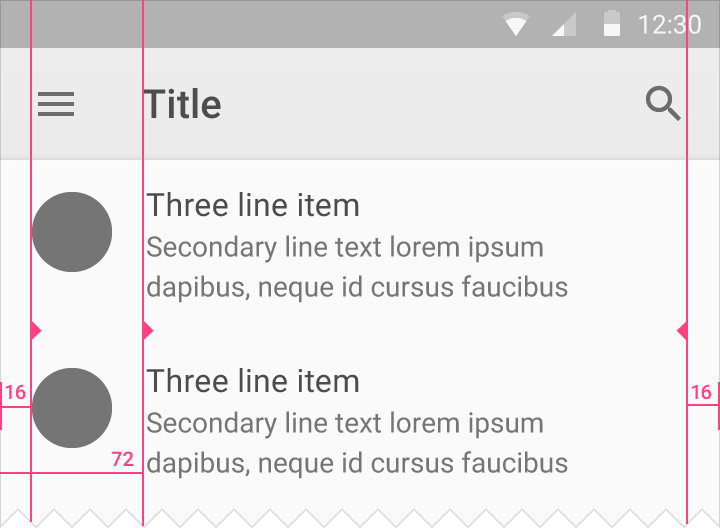 12:30
Title
Three line item
Secondary line text lorem ipsum
dapibus, neque id cursus faucibus
Three line item
16
16
Secondary line text lorem ipsum
72
dapibus, neque id cursus faucibus